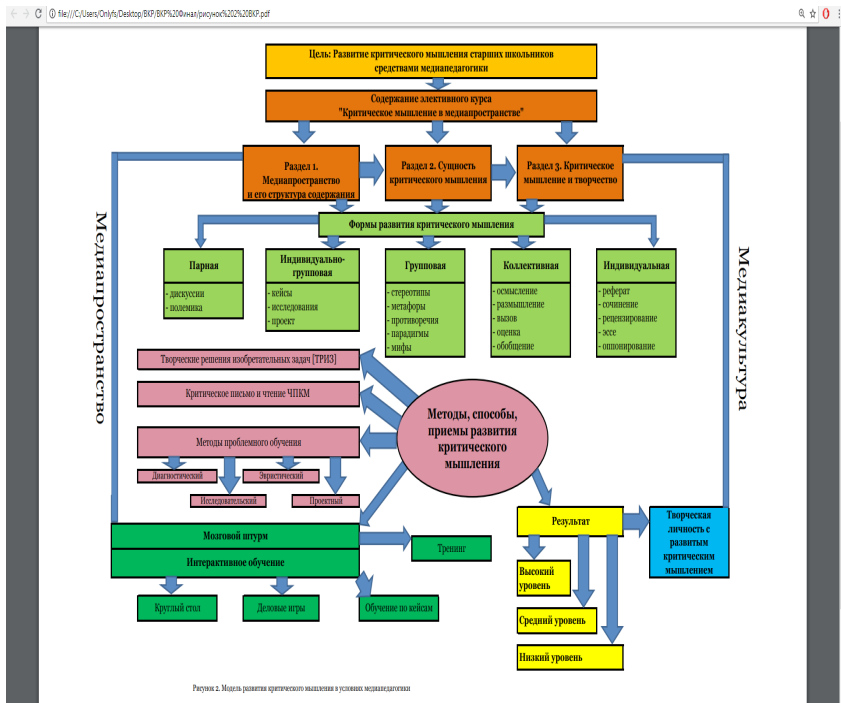 file:///C:/Users/Onlyfs/Desktop/ВКР/ВКР%20Финал/рисунок%202%20ВКР.pdf
Цель: Развитие критического мышления старших школьников
средствами медиапедагогики
Содержание элективного курса
"Критическое мышление в медиапространстве"
Раздел 1.
Медиапространство
и его структура содержания
Раздел 2. Сущность
критического мышления
Раздел 3. Критическое
мышление и творчество
Формы развития критического мышления
Медиапространство
Медиакультура
Парная
- дискуссии
- полемика
Индивидуально-
групповая
- кейсы
- исследования
- проект
Групповая
- стереотипы
- метафоры
- противоречия
- парадигмы
- мифы
Коллективная
- осмысление
- размышление
- вызов
- оценка
- обобщение
Индивидуальная
- реферат
- сочинение
- рецензирование
- эссе
- оппонирование
Творческие решения изобретательных задач [ТРИЗ]
Критическое письмо и чтение ЧПКМ
Методы проблемного обучения
Диагностический
Эвристический
Исследовательский
Проектный
Методы, способы,
приемы развития
критического
мышления
Мозговой штурм
Интерактивное обучение
Тренинг
Круглый стол
Деловые игры
Обучение по кейсам
Результат
Высокий
уровень
Средний уровень
Низкий уровень
Творческая
личность с
развитым
критическим
мышлением
Рисунок 2. Модель развития критического мышления в условиях медиапедагогики